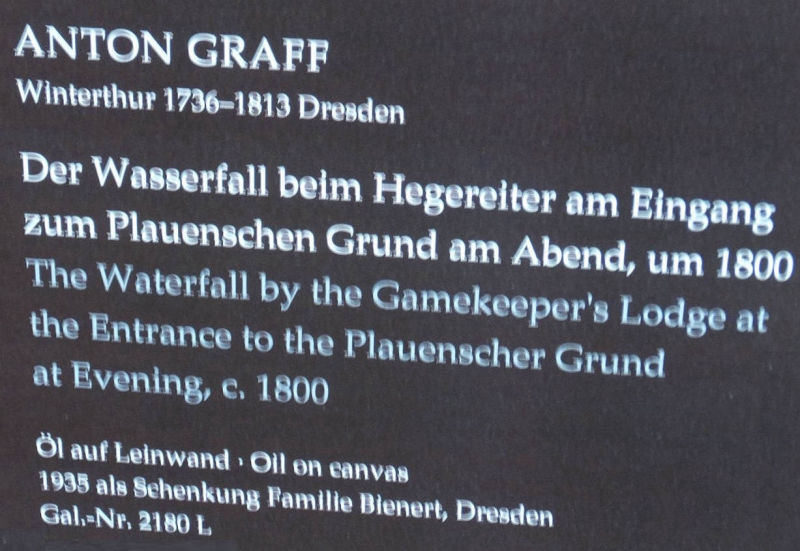 ANTON GRAFF
Winterthur 1736–1813 Dresden
Der Wasserfall beim Hegereiter am Eingang
zum Plauenschen Grund am Abend, um 1800
The Waterfall by the Gamekeeper's Lodge at
the Entrance to the Plauenscher Grund
at Evening, c. 1800
Öl auf Leinwand · Oil on canvas
1935 als Schenkung Familie Bienert, Dresden
Gal.-Nr. 2180 L